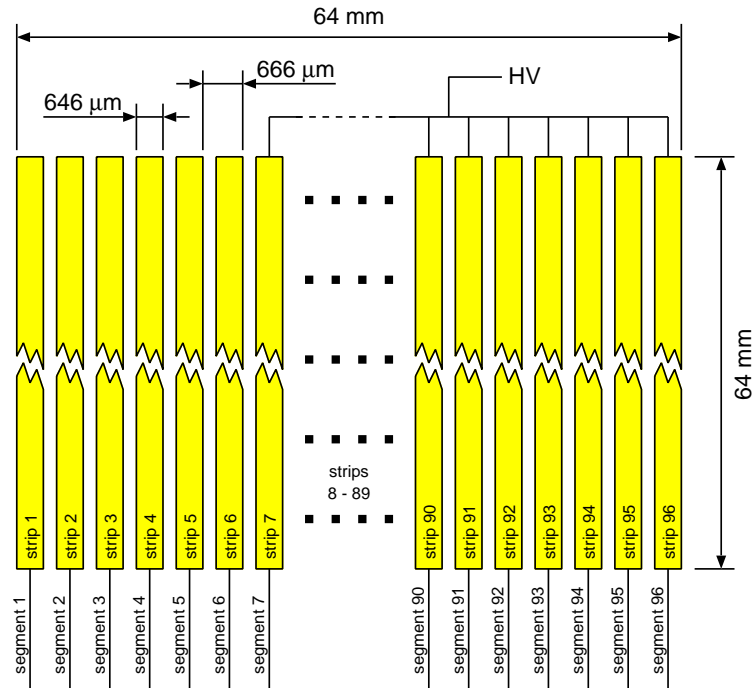 64 mm
666 μm
HV
646 μm
64 mm
strips
8 - 89
strip 1
strip 2
strip 3
strip 4
strip 5
strip 6
strip 7
strip 90
strip 91
strip 92
strip 93
strip 94
strip 95
strip 96
segment 1
segment 2
segment 3
segment 4
segment 5
segment 6
segment 7
segment 90
segment 91
segment 92
segment 93
segment 94
segment 95
segment 96